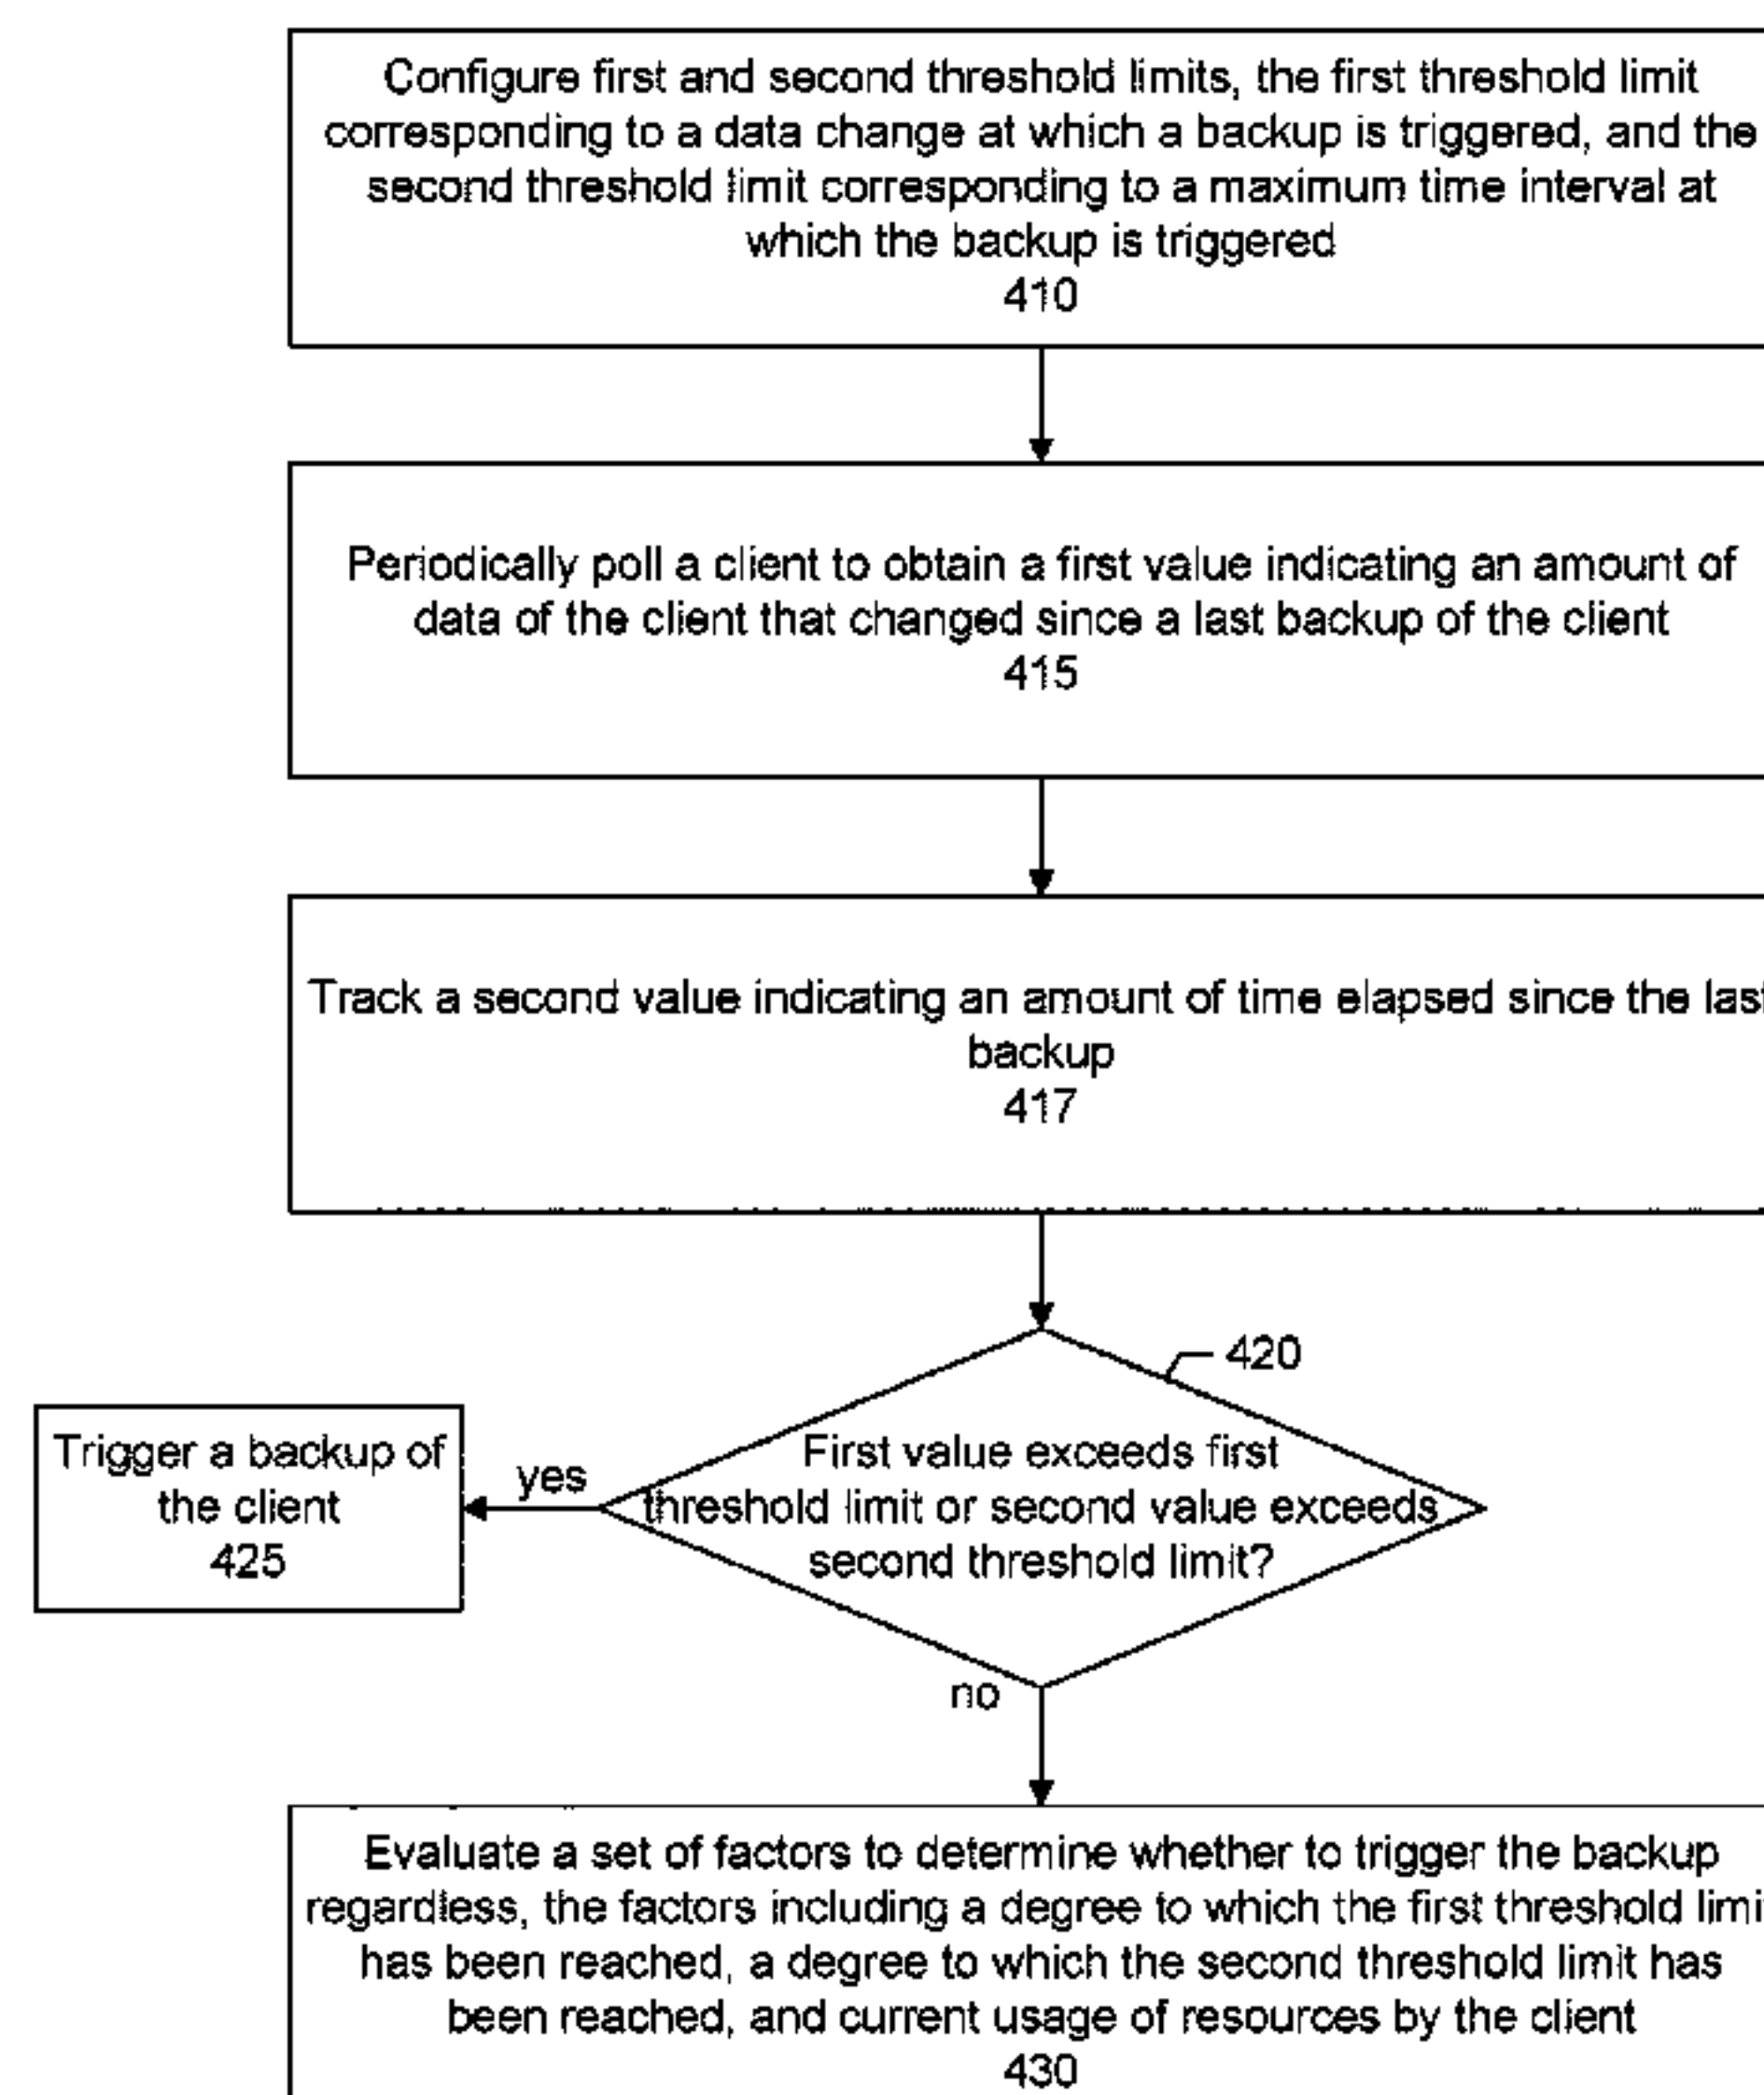 Configure first and second threshold limits, the first threshold limit
corresponding to a data change at which a backup is triggered, and the
second threshold limit corresponding to a maximum time interval at
which the backup is triggered
410
Periodically poll a client to obtain a first value indicating an amount of
data of the client that changed since a last backup of the client
415
Track a second value indicating an amount of time elapsed since the last
backup
417
420
First value exceeds first
threshold limit or second value exceeds
second threshold limit?
yes
Trigger a backup of
the client
425
no
Evaluate a set of factors to determine whether to trigger the backup
regardless, the factors including a degree to which the first threshold limit
has been reached, a degree to which the second threshold limit has
been reached, and current usage of resources by the client
430